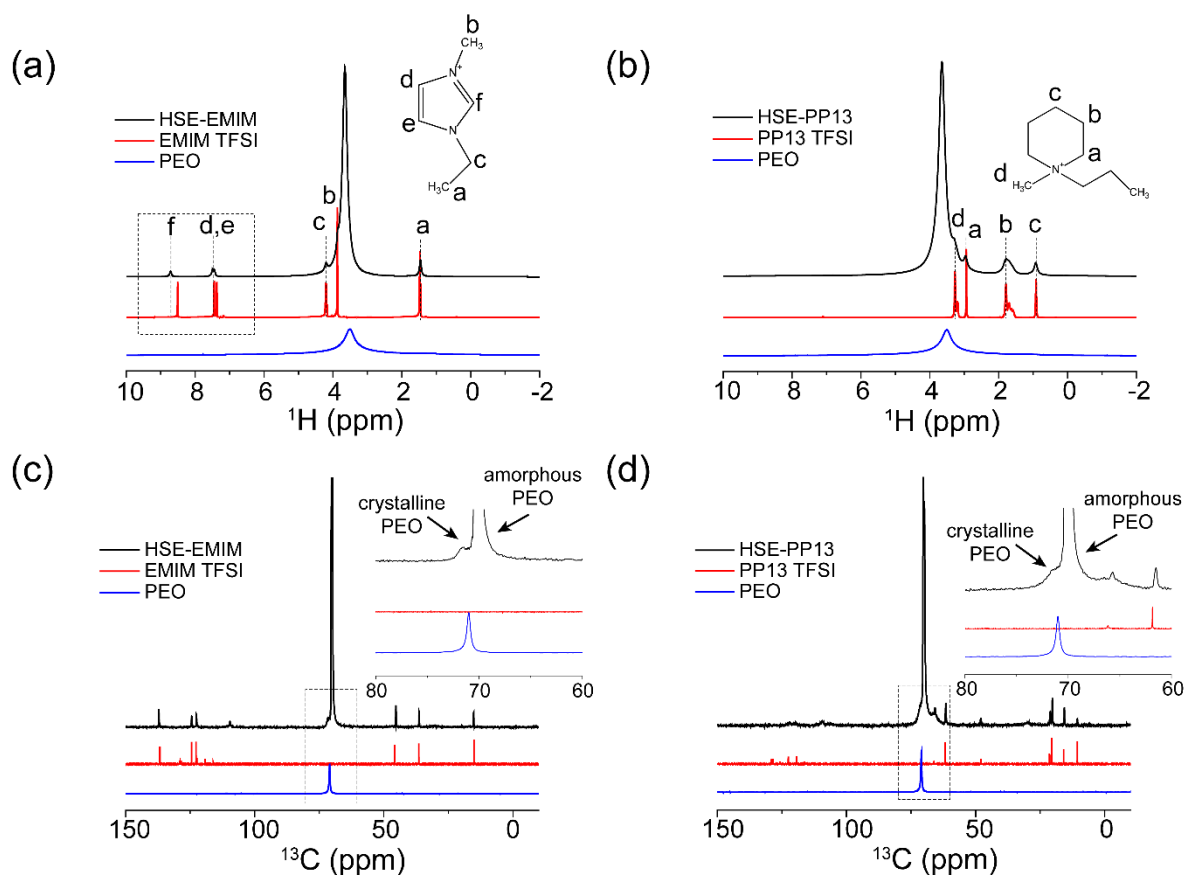 (a)
HSE-EMIM
EMIM TFSI
PEO
b
CH₃
N⁺
d
f
e
N
c
CH₃
a
f
d,e
c
b
a
10 8 6 4 2 0 -2
¹H (ppm)
(b)
HSE-PP13
PP13 TFSI
PEO
c
b
a
N⁺
d
H₃C
CH₃
d
a
b
c
10 8 6 4 2 0 -2
¹H (ppm)
(c)
HSE-EMIM
EMIM TFSI
PEO
crystalline
PEO
amorphous
PEO
80 70 60
150 100 50 0
¹³C (ppm)
(d)
HSE-PP13
PP13 TFSI
PEO
crystalline
PEO
amorphous
PEO
80 70 60
150 100 50 0
¹³C (ppm)